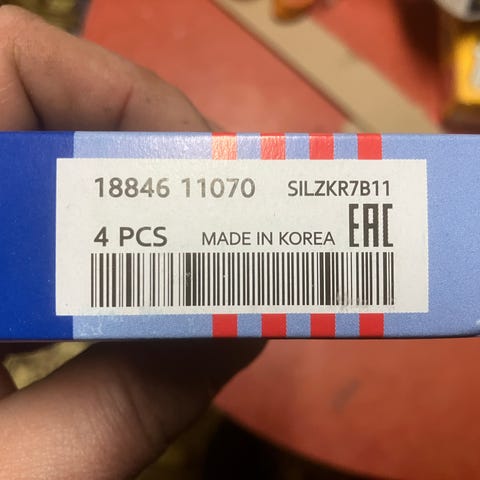 18846 11070 SILZKR7B11
4 PCS MADE IN KOREA EAC